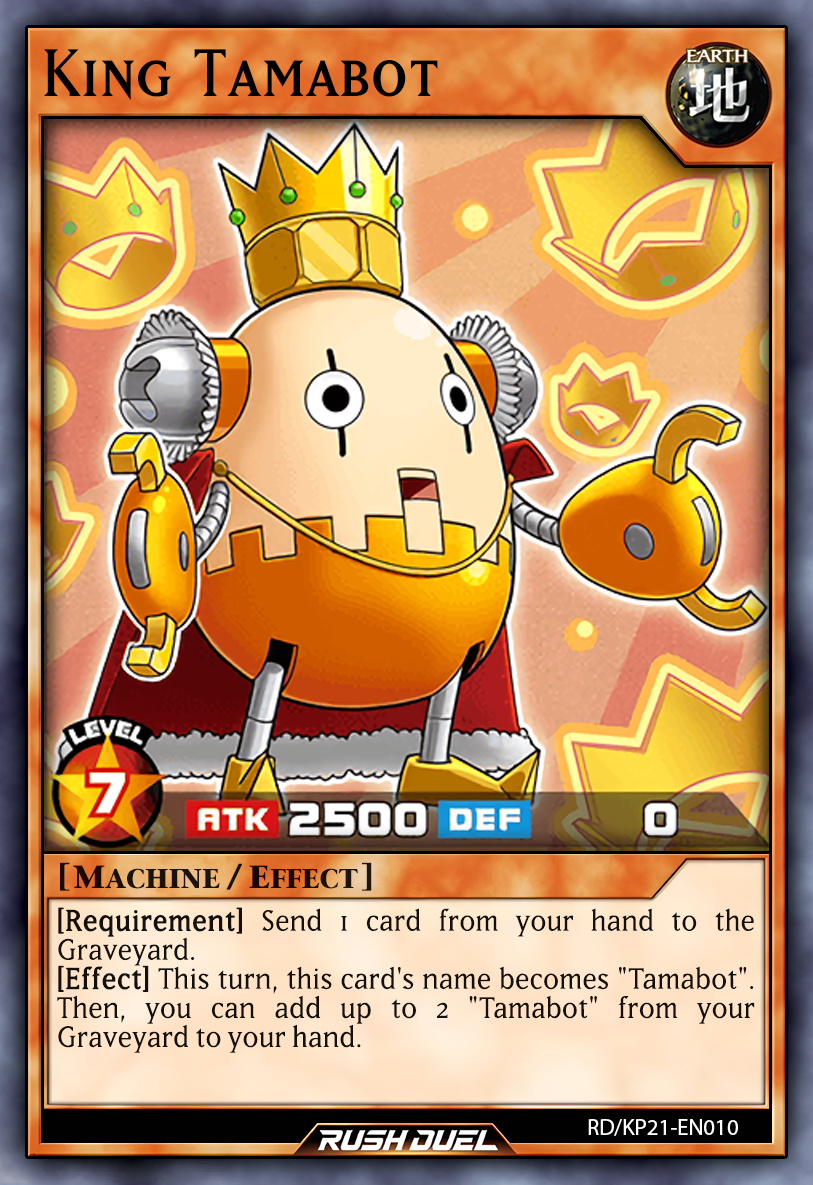 King Tamabot
EARTH
地
LEVEL
7
ATK 2500 DEF 0
[Machine / Effect]
[Requirement] Send 1 card from your hand to the
Graveyard.
[Effect] This turn, this card's name becomes "Tamabot".
Then, you can add up to 2 "Tamabot" from your
Graveyard to your hand.
RD/KP21-EN010
RUSH DUEL